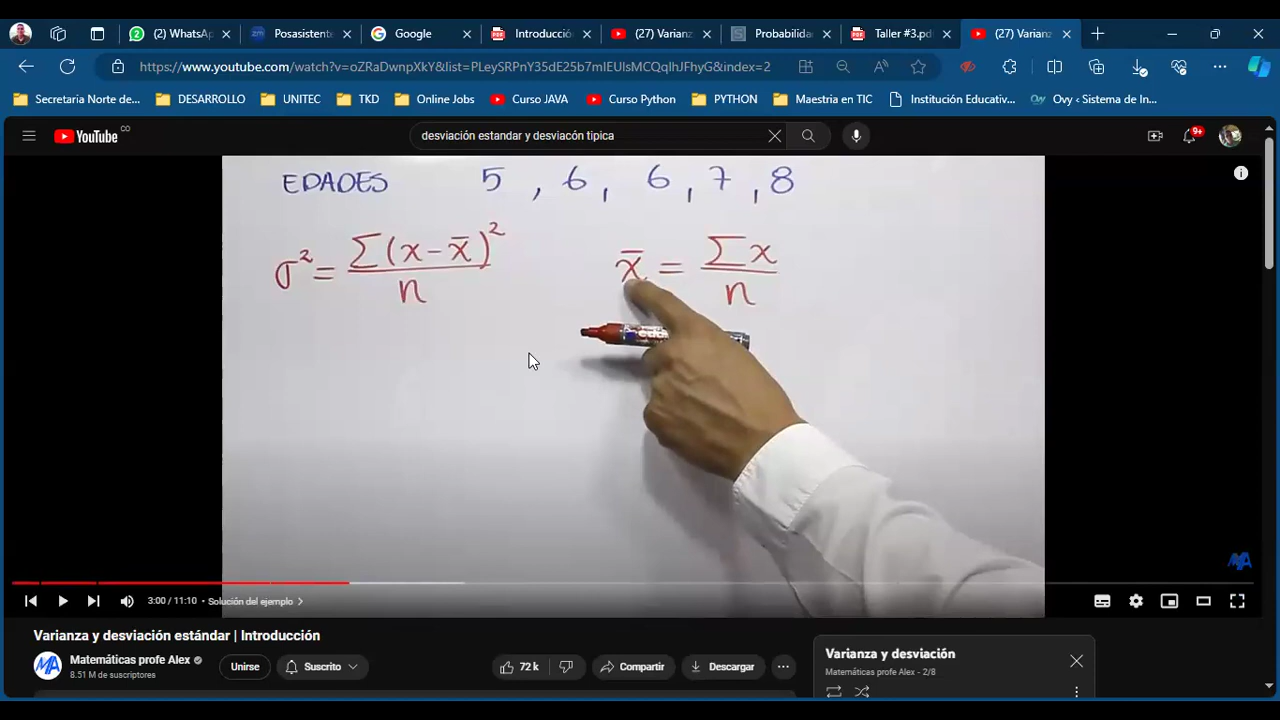 (2) WhatsAp
Posasistente
Google
Introducció
(27) Varianz
Probabilidad
Taller #3.pd
(27) Varianz
https://www.youtube.com/watch?v=oZRaDwnpXkY&list=PLeySRPnY35dE25b7mIEUlsMCQqlhJFhyG&index=2
Secretaria Norte de...
DESARROLLO
UNITEC
TKD
Online Jobs
Curso JAVA
Curso Python
PYTHON
Maestria en TIC
Institución Educativ...
Ovy ‹ Sistema de In...
YouTube CO
desviación estandar y desviacón tipica
9+
EDADES 5 , 6 , 6 , 7 , 8
σ² = Σ(x-x̄)² / n
x̄ = Σx / n
3:00 / 11:10 • Solución del ejemplo
Varianza y desviación estándar | Introducción
Matemáticas profe Alex
8.51 M de suscriptores
Unirse
Suscrito
72 k
Compartir
Descargar
Varianza y desviación
Matemáticas profe Alex - 2/8